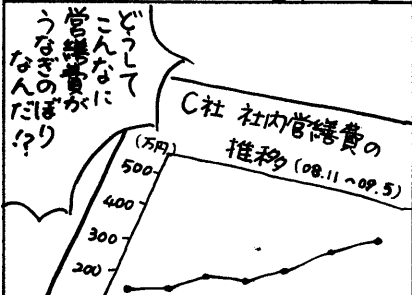 どうして
こんなに
営繕費が
うなぎのぼり
なんだ!?
C社 社内営繕費の
推移(08.11〜09.5)
(万円)
500
400
300
200